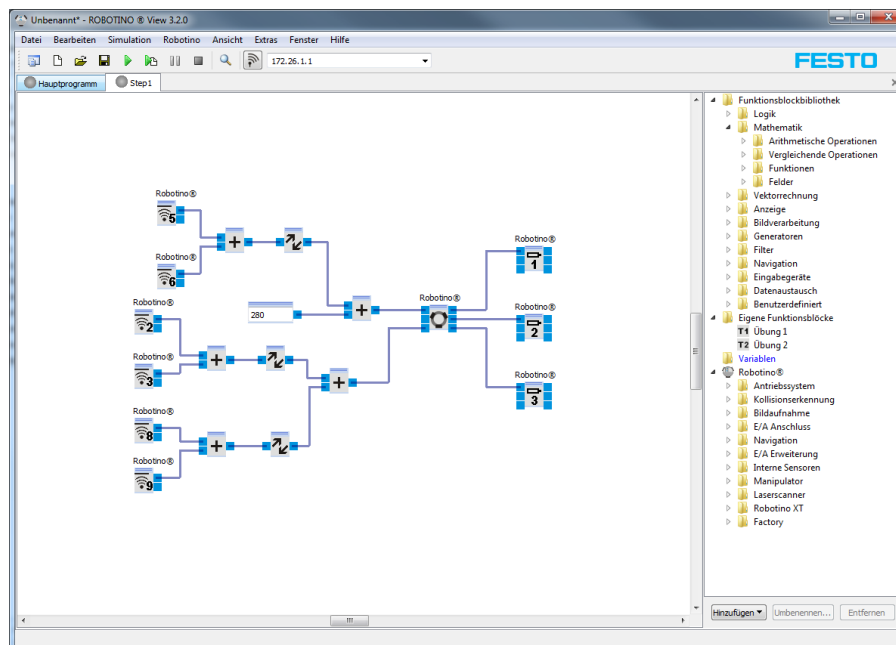 Unbenannt* - ROBOTINO ® View 3.2.0
Datei Bearbeiten Simulation Robotino Ansicht Extras Fenster Hilfe
172.26.1.1
FESTO
Hauptprogramm Step1
Robotino®
5
Robotino®
6
Robotino®
2
Robotino®
3
Robotino®
8
Robotino®
9
280
Robotino®
Robotino®
1
Robotino®
2
Robotino®
3
Funktionsblockbibliothek
Logik
Mathematik
Arithmetische Operationen
Vergleichende Operationen
Funktionen
Felder
Vektorrechnung
Anzeige
Bildverarbeitung
Generatoren
Filter
Navigation
Eingabegeräte
Datenaustausch
Benutzerdefiniert
Eigene Funktionsblöcke
T1 Übung 1
T2 Übung 2
Variablen
Robotino®
Antriebssystem
Kollisionserkennung
Bildaufnahme
E/A Anschluss
Navigation
E/A Erweiterung
Interne Sensoren
Manipulator
Laserscanner
Robotino XT
Factory
Hinzufügen Umbenennen... Entfernen